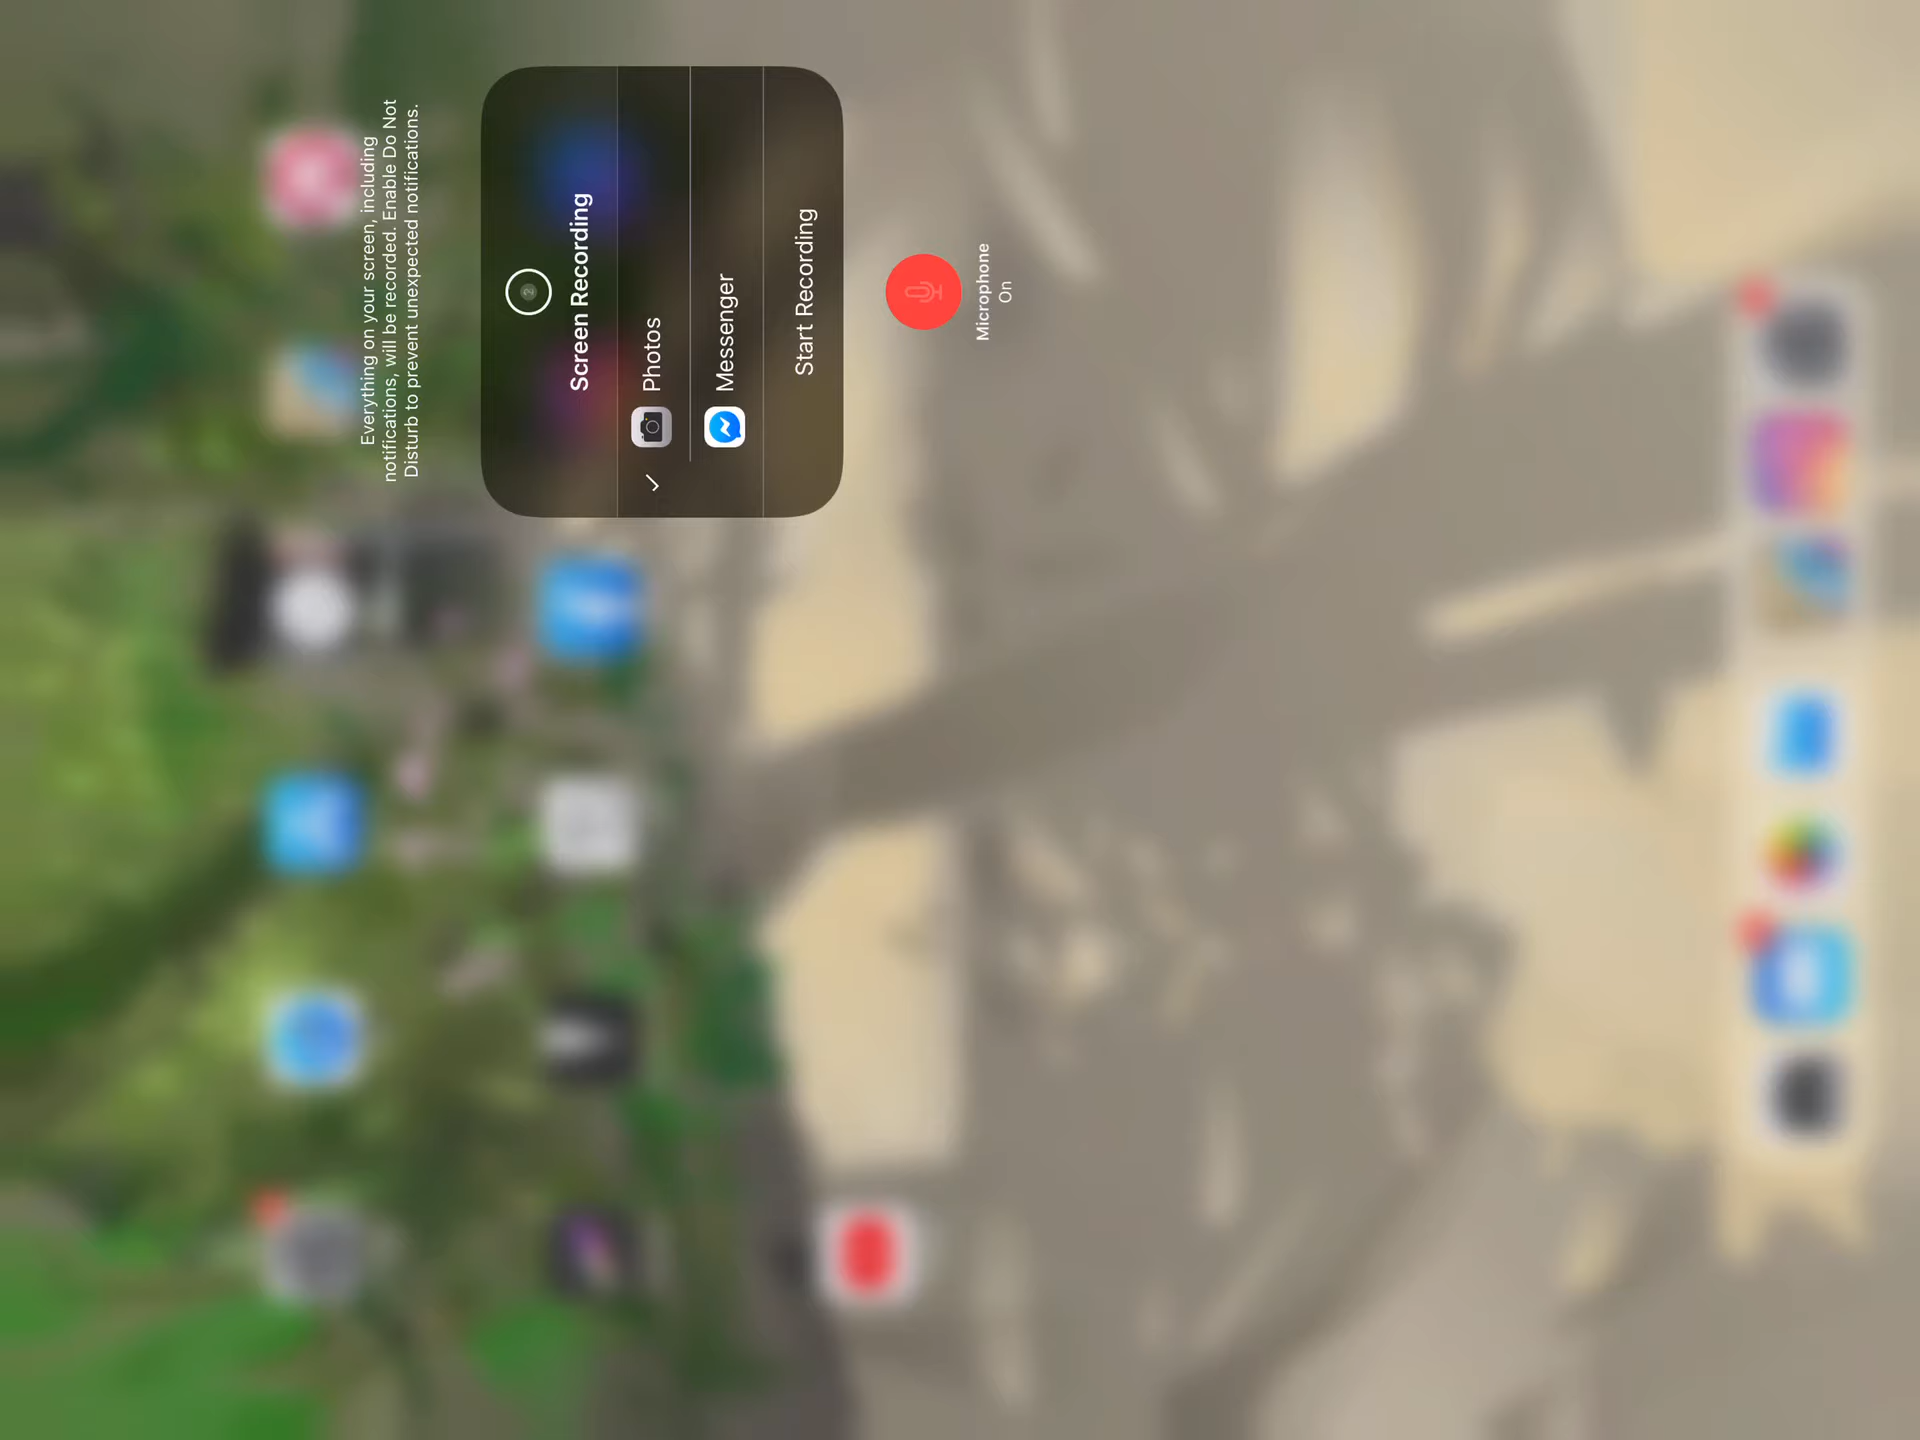 Everything on your screen, including
notifications, will be recorded. Enable Do Not
Disturb to prevent unexpected notifications.
Screen Recording
Photos
Messenger
Start Recording
Microphone
On